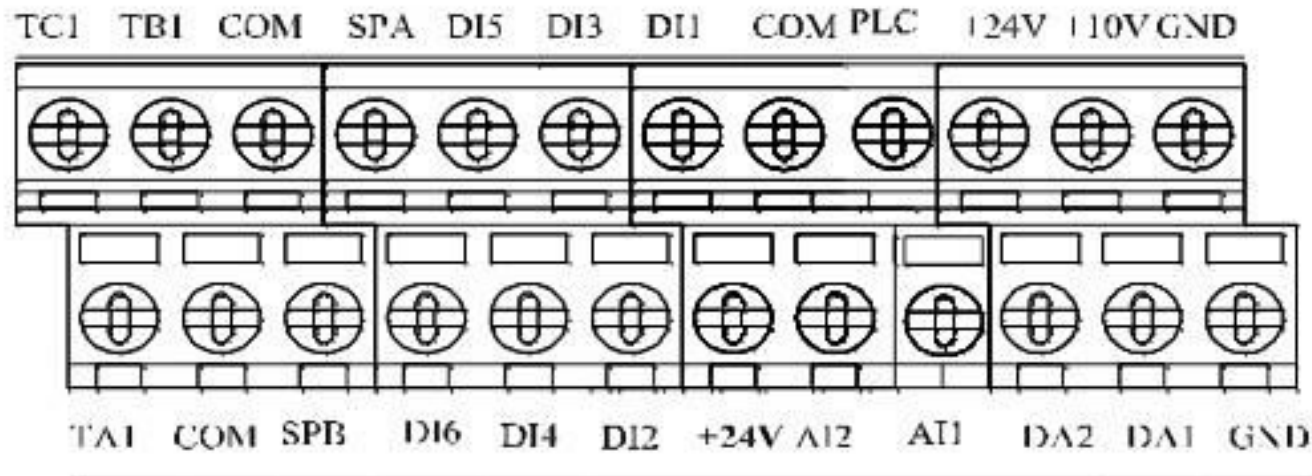 TC1 TB1 COM SPA DI5 DI3 DI1 COM PLC +24V +10V GND
TA1 COM SPB DI6 DI4 DI2 +24V AI2 AI1 DA2 DA1 GND